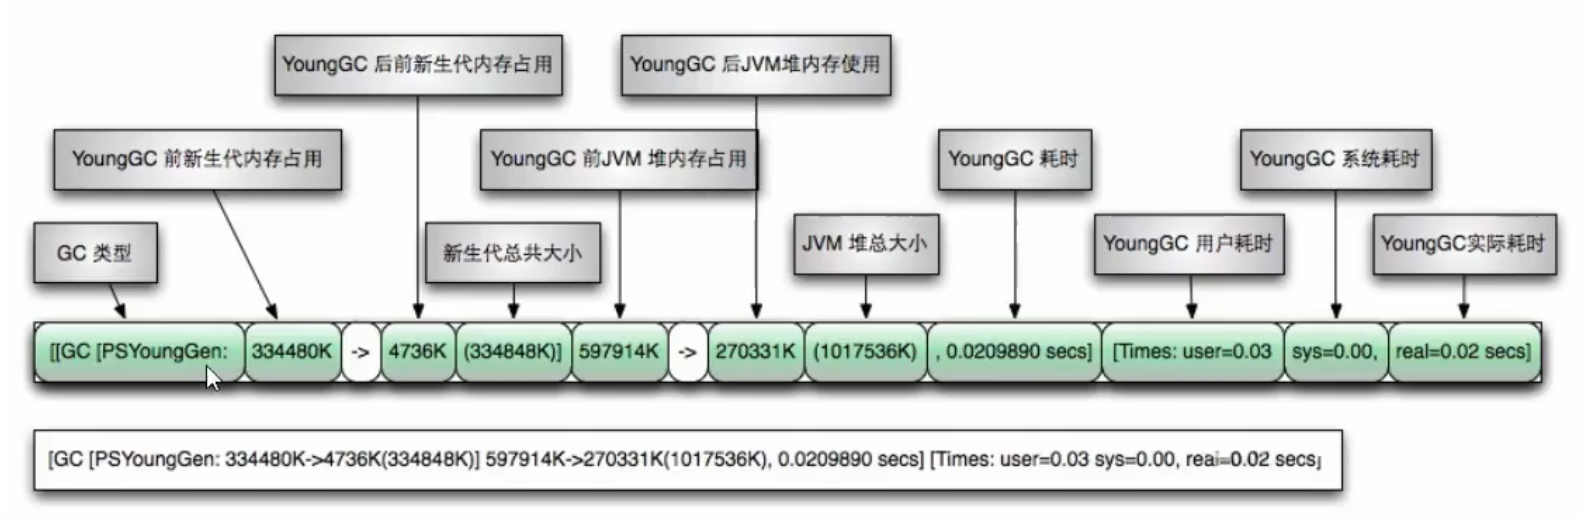 YoungGC 后前新生代内存占用
YoungGC 后JVM堆内存使用
YoungGC 前新生代内存占用
YoungGC 前JVM 堆内存占用
YoungGC 耗时
YoungGC 系统耗时
GC 类型
新生代总共大小
JVM 堆总大小
YoungGC 用户耗时
YoungGC实际耗时
[[GC [PSYoungGen: 334480K -> 4736K (334848K)] 597914K -> 270331K (1017536K) , 0.0209890 secs] [Times: user=0.03 sys=0.00, real=0.02 secs]
[GC [PSYoungGen: 334480K->4736K(334848K)] 597914K->270331K(1017536K), 0.0209890 secs] [Times: user=0.03 sys=0.00, real=0.02 secs]